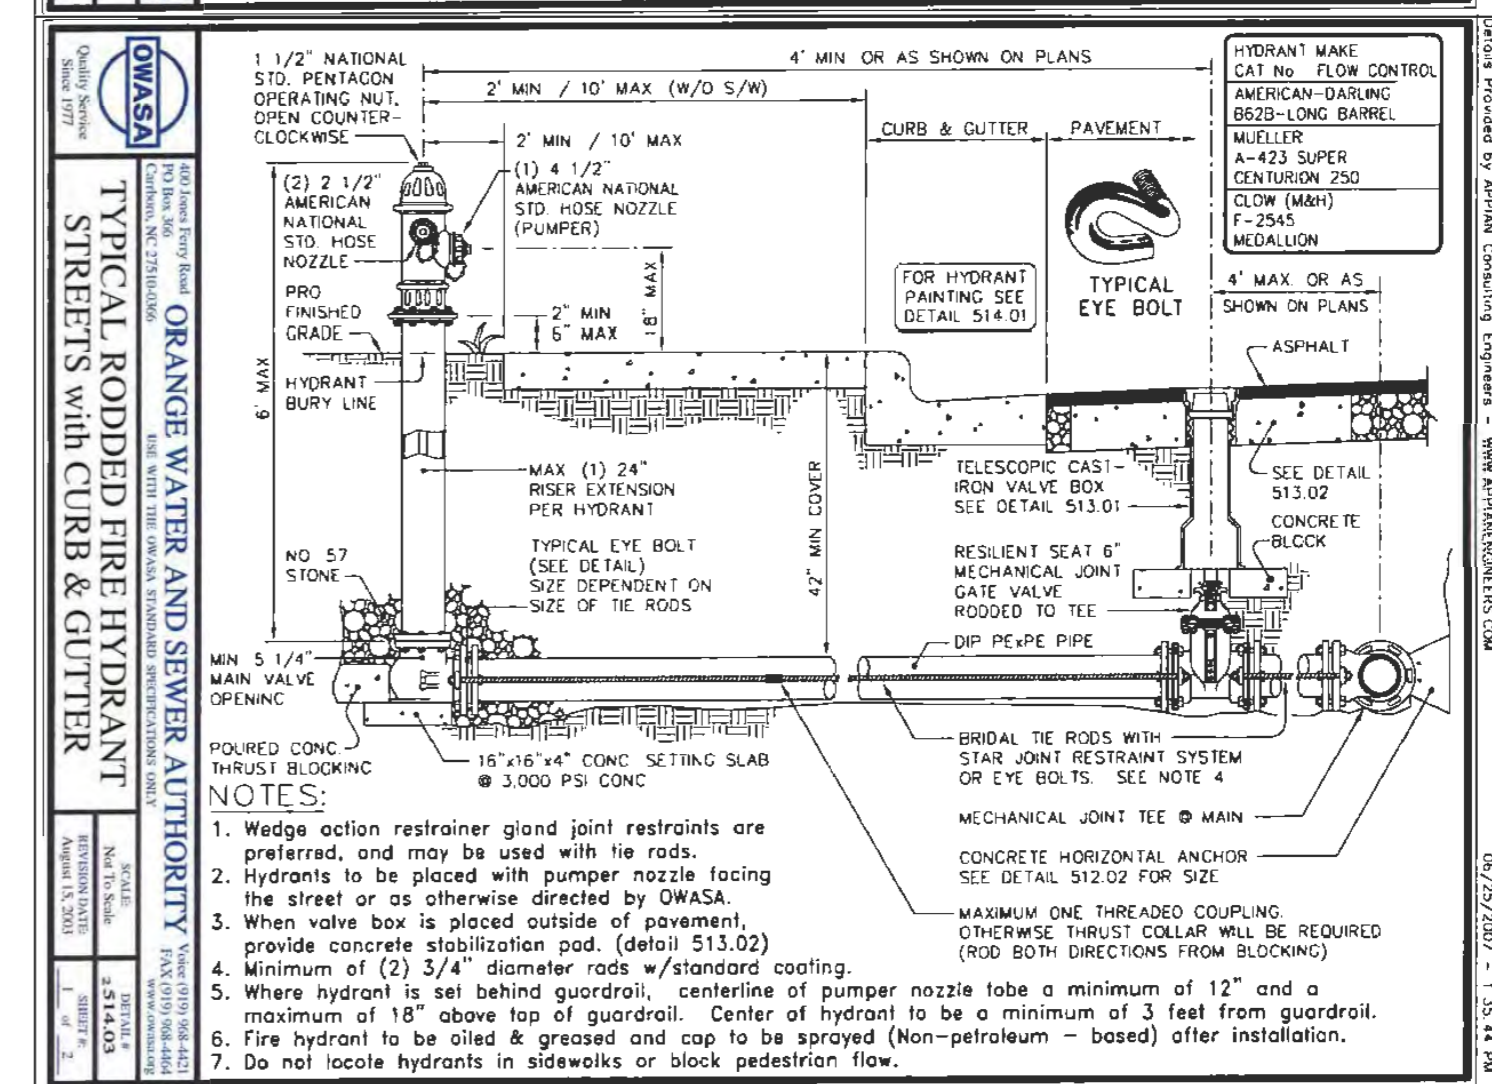 1 1/2" NATIONAL
STD. PENTAGON
OPERATING NUT.
OPEN COUNTER-
CLOCKWISE
4' MIN OR AS SHOWN ON PLANS
2' MIN / 10' MAX (W/O S/W)
2' MIN / 10' MAX
CURB & GUTTER
PAVEMENT
HYDRANT MAKE
CAT No FLOW CONTROL
AMERICAN-DARLING
B62B-LONG BARREL
MUELLER
A-423 SUPER
CENTURION 250
CLOW (M&H)
F-2545
MEDALLION
(2) 2 1/2"
AMERICAN
NATIONAL
STD. HOSE
NOZZLE
(1) 4 1/2"
AMERICAN NATIONAL
STD. HOSE NOZZLE
(PUMPER)
PRO
FINISHED
GRADE
2" MIN
6" MAX
18" MAX
FOR HYDRANT
PAINTING SEE
DETAIL 514.01
TYPICAL
EYE BOLT
4' MAX. OR AS
SHOWN ON PLANS
ASPHALT
6' MAX
HYDRANT
BURY LINE
MAX (1) 24"
RISER EXTENSION
PER HYDRANT
42" MIN COVER
TELESCOPIC CAST-
IRON VALVE BOX
SEE DETAIL 513.01
SEE DETAIL
513.02
CONCRETE
BLOCK
NO 57
STONE
TYPICAL EYE BOLT
(SEE DETAIL)
SIZE DEPENDENT ON
SIZE OF TIE RODS
RESILIENT SEAT 6"
MECHANICAL JOINT
GATE VALVE
RODDED TO TEE
DIP PExPE PIPE
MIN 5 1/4"
MAIN VALVE
OPENING
POURED CONC.
THRUST BLOCKING
16"x16"x4" CONC SETTING SLAB
@ 3,000 PSI CONC
BRIDAL TIE RODS WITH
STAR JOINT RESTRAINT SYSTEM
OR EYE BOLTS. SEE NOTE 4
MECHANICAL JOINT TEE @ MAIN
CONCRETE HORIZONTAL ANCHOR
SEE DETAIL 512.02 FOR SIZE
MAXIMUM ONE THREADED COUPLING.
OTHERWISE THRUST COLLAR WILL BE REQUIRED
(ROD BOTH DIRECTIONS FROM BLOCKING)
NOTES:
1. Wedge action restrainer gland joint restraints are
preferred, and may be used with tie rods.
2. Hydrants to be placed with pumper nozzle facing
the street or as otherwise directed by OWASA.
3. When valve box is placed outside of pavement,
provide concrete stabilization pad. (detail 513.02)
4. Minimum of (2) 3/4" diameter rods w/standard coating.
5. Where hydrant is set behind guardrail, centerline of pumper nozzle tobe a minimum of 12" and a
maximum of 18" above top of guardrail. Center of hydrant to be a minimum of 3 feet from guardrail.
6. Fire hydrant to be oiled & greased and cap to be sprayed (Non-petroleum - based) after installation.
7. Do not locate hydrants in sidewalks or block pedestrian flow.
OWASA
Quality Service
Since 1977
400 Jones Ferry Road
PO Box 366
Carrboro, NC 27510-0366
ORANGE WATER AND SEWER AUTHORITY
USE WITH THE OWASA STANDARD SPECIFICATIONS ONLY
Voice (919) 968-4421
FAX (919) 968-4464
www.owasa.org
TYPICAL RODDED FIRE HYDRANT
STREETS with CURB & GUTTER
SCALE:
Not To Scale
REVISION DATE:
August 15, 2003
DETAIL #
514.03
SHEET #:
1 of 2
Details Provided by APPIAN Consulting Engineers - WWW.APPIANENGINEERS.COM
06/25/2007 - 1:35:44 PM